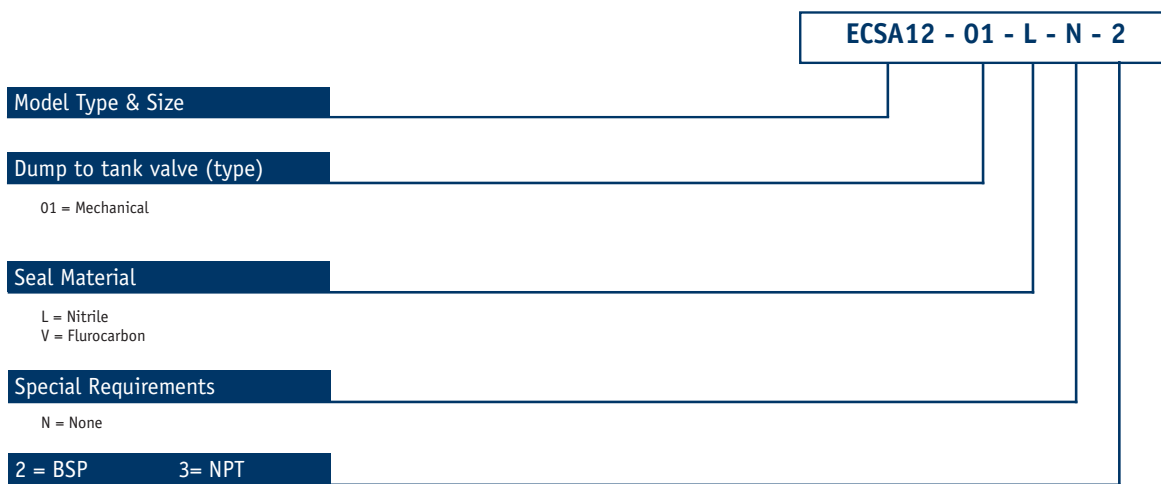 ECSA12 - 01 - L - N - 2
Model Type & Size
Dump to tank valve (type)
01 = Mechanical
Seal Material
L = Nitrile
V = Flurocarbon
Special Requirements
N = None
2 = BSP 3= NPT